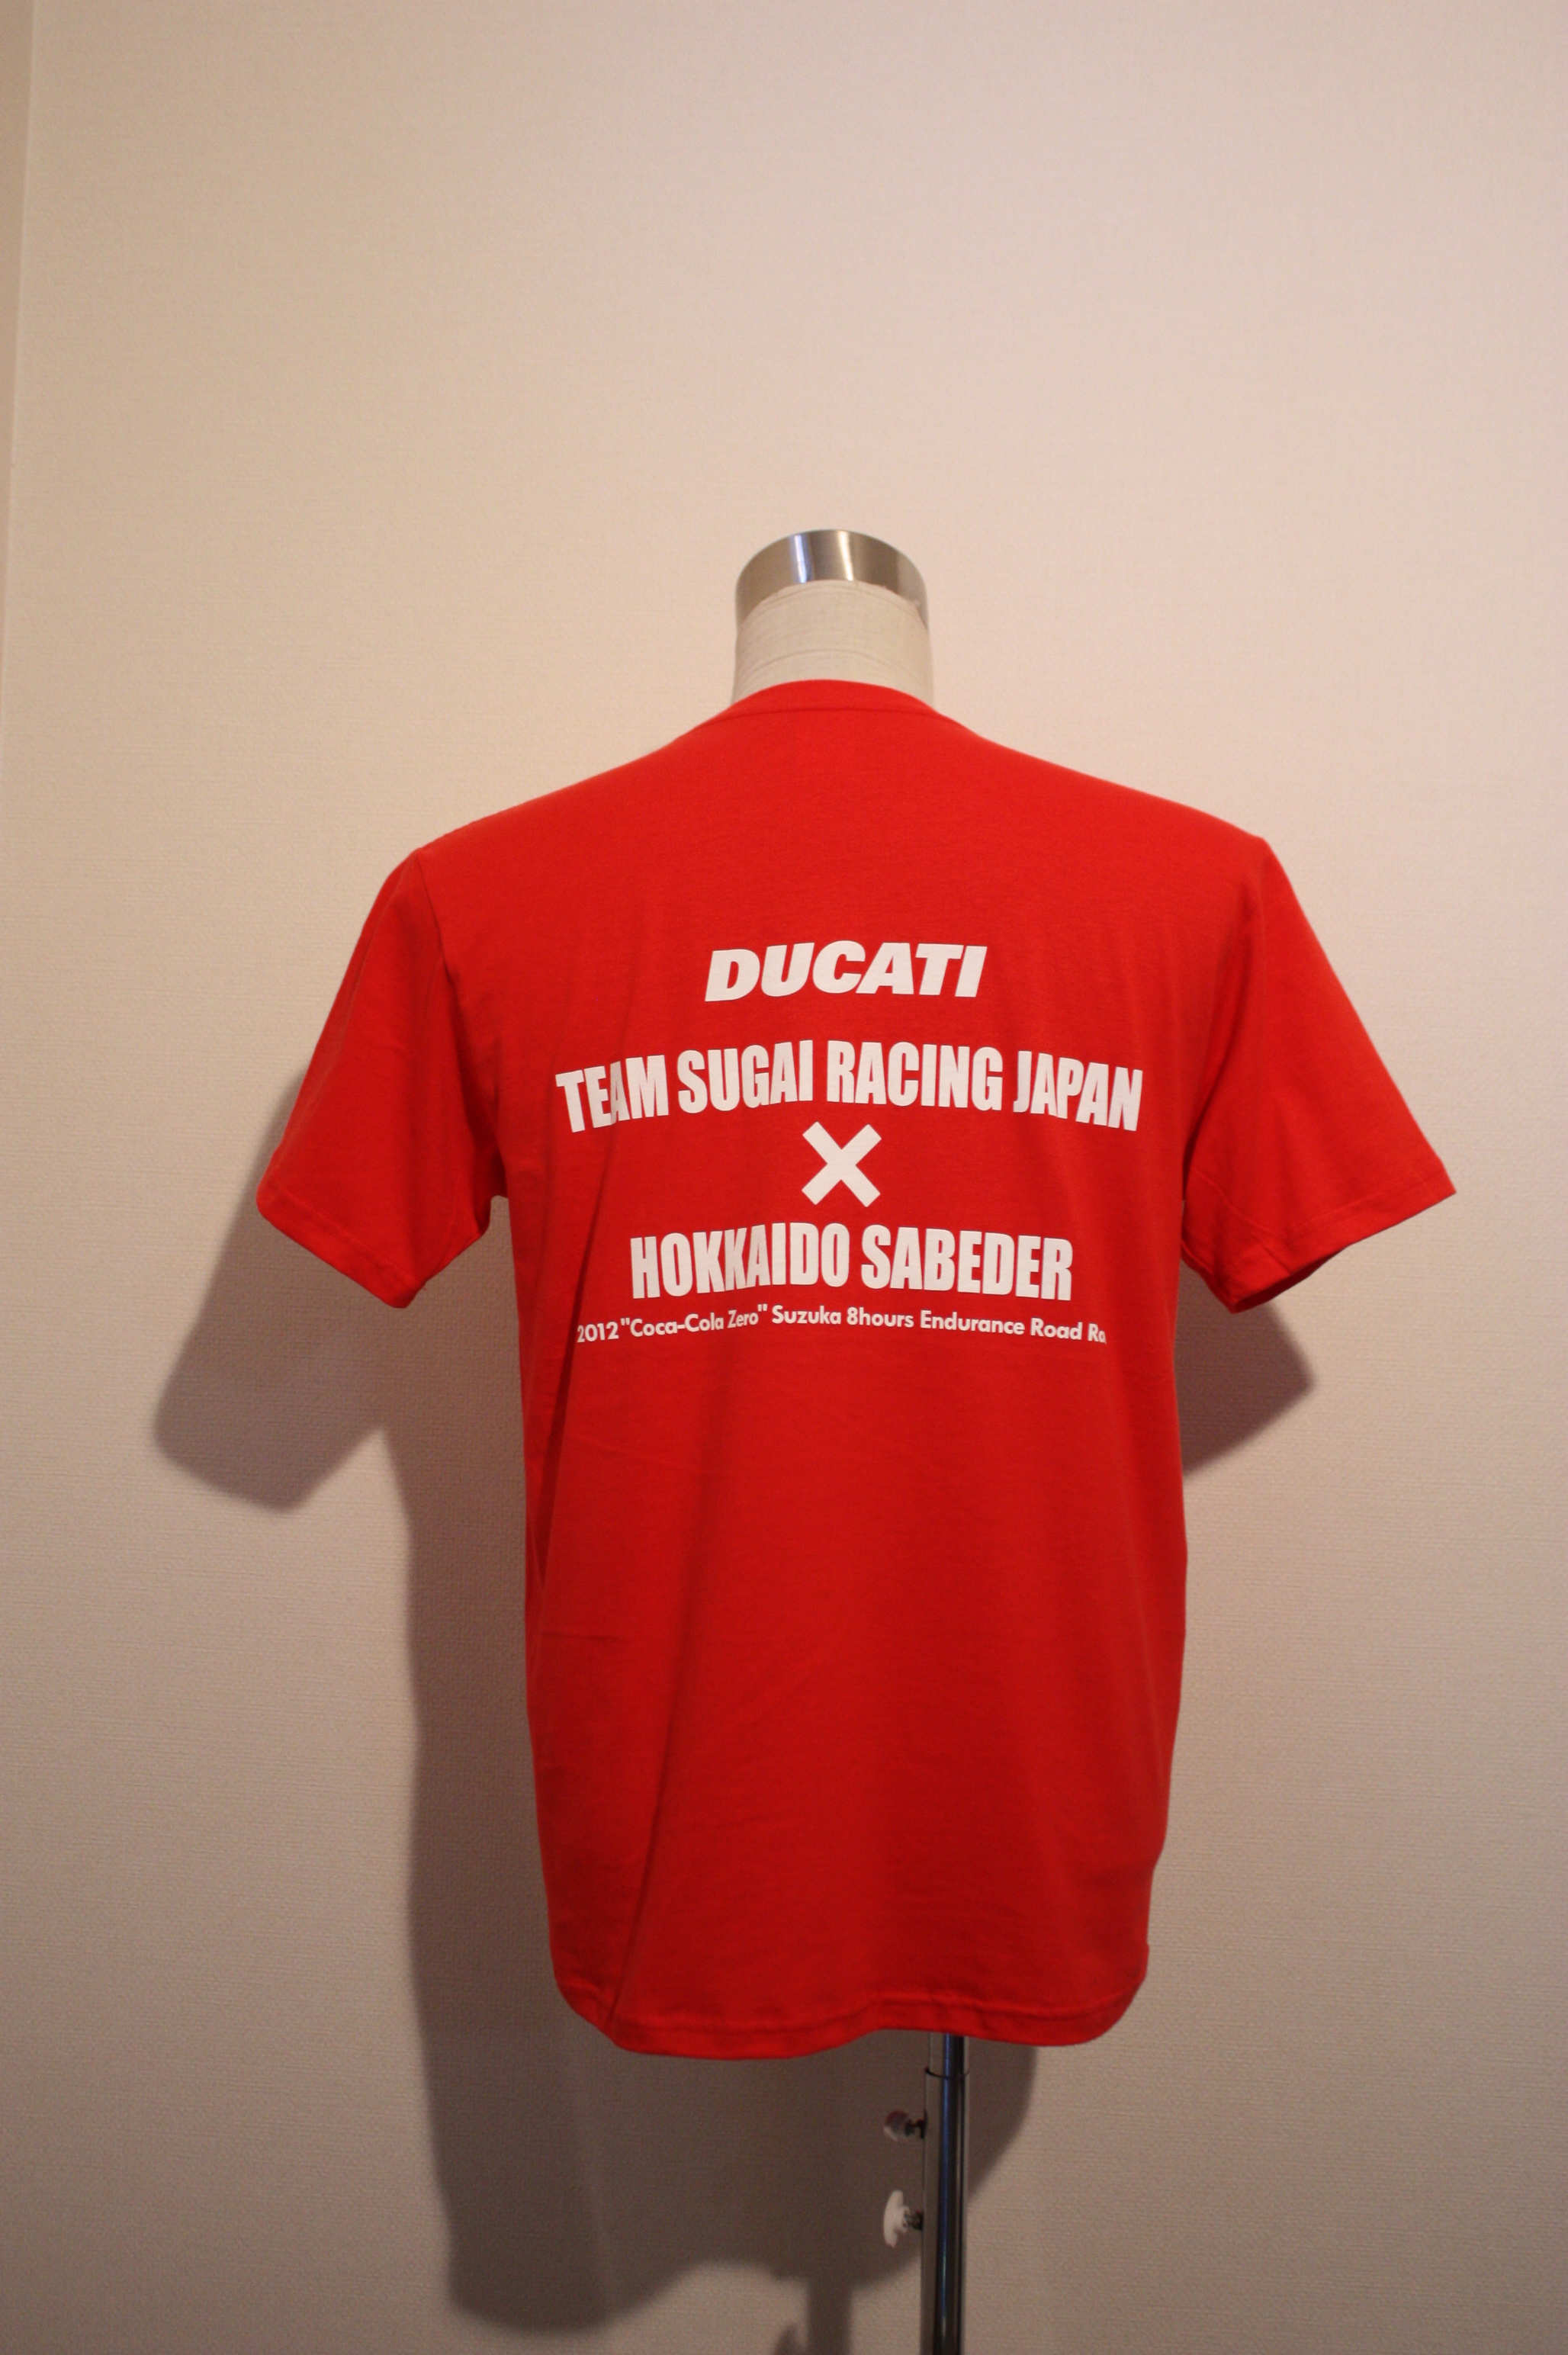 DUCATI
TEAM SUGAI RACING JAPAN
×
HOKKAIDO SABEDER
2012 "Coca-Cola Zero" Suzuka 8hours Endurance Road